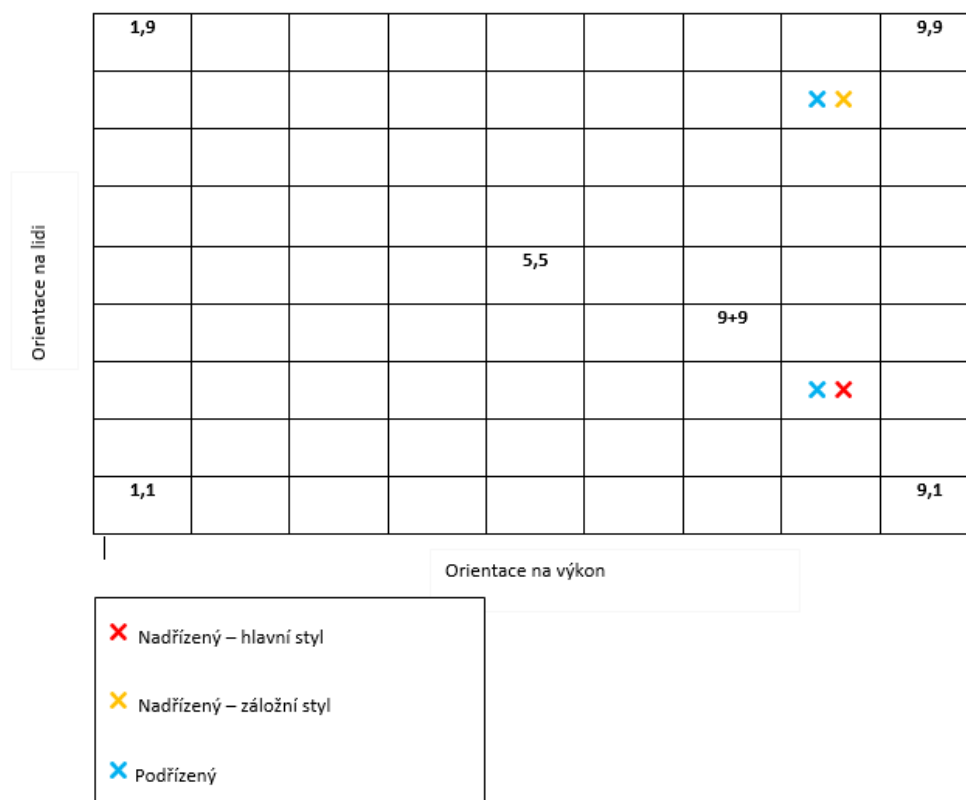 1,9
9,9
Orientace na lidi
5,5
9+9
1,1
9,1
Orientace na výkon
Nadřízený – hlavní styl
Nadřízený – záložní styl
Podřízený